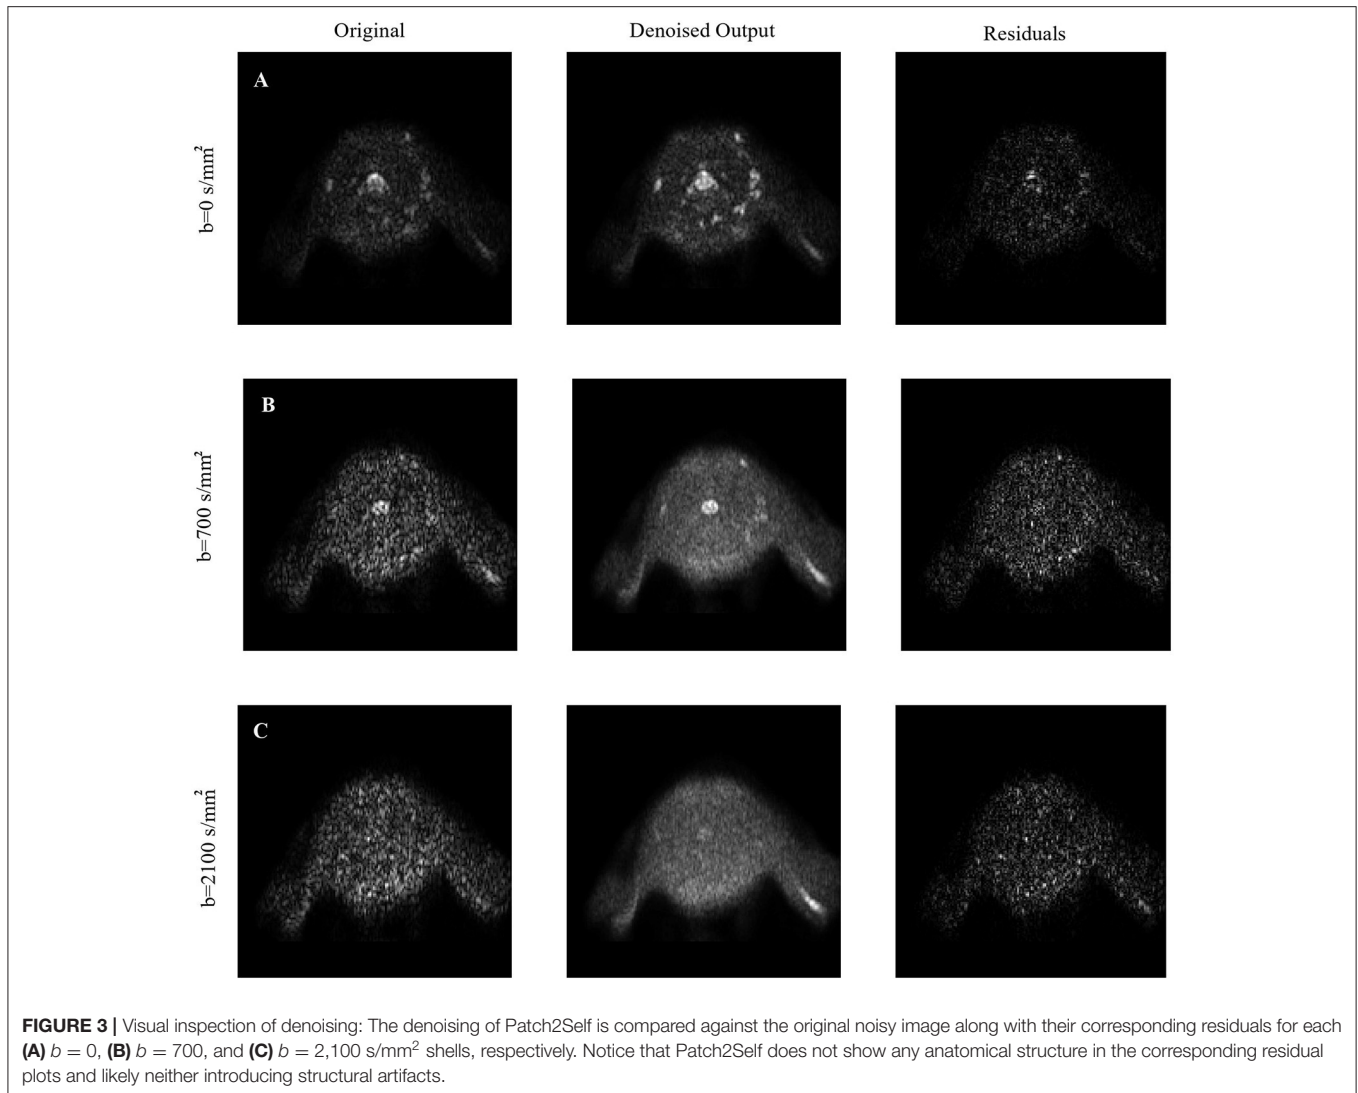 Original Denoised Output Residuals
A
b=0 s/mm²
B
b=700 s/mm²
C
b=2100 s/mm²
FIGURE 3 | Visual inspection of denoising: The denoising of Patch2Self is compared against the original noisy image along with their corresponding residuals for each
(A) b = 0, (B) b = 700, and (C) b = 2,100 s/mm² shells, respectively. Notice that Patch2Self does not show any anatomical structure in the corresponding residual
plots and likely neither introducing structural artifacts.